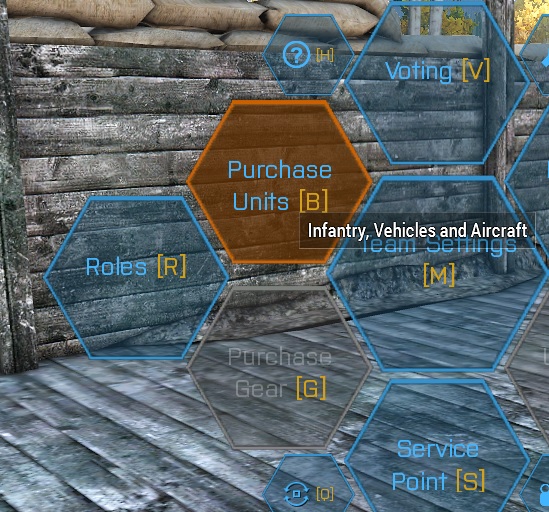 [H]
Voting [V]
Purchase
Units [B]
Infantry, Vehicles and Aircraft
Team Settings
[M]
Roles [R]
Purchase
Gear [G]
Service
Point [S]
[Q]